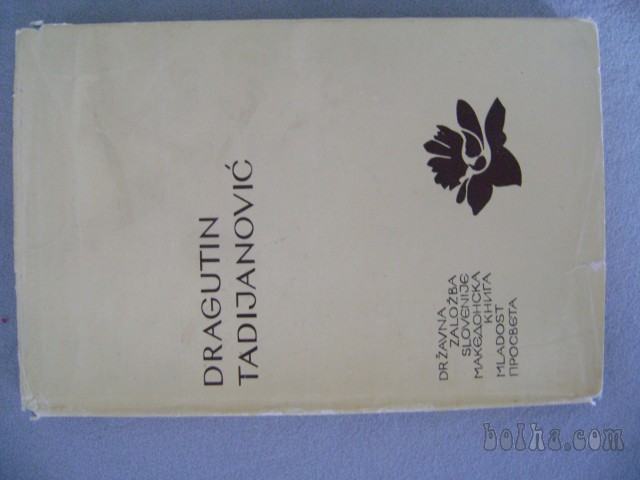 DRAGUTIN
TADIJANOVIĆ
DRŽAVNA
ZALOŽBA
SLOVENIJE
МАКЕДОНСКА
КНИГА
MLADOST
ПРОСВЕТА
bolha.com